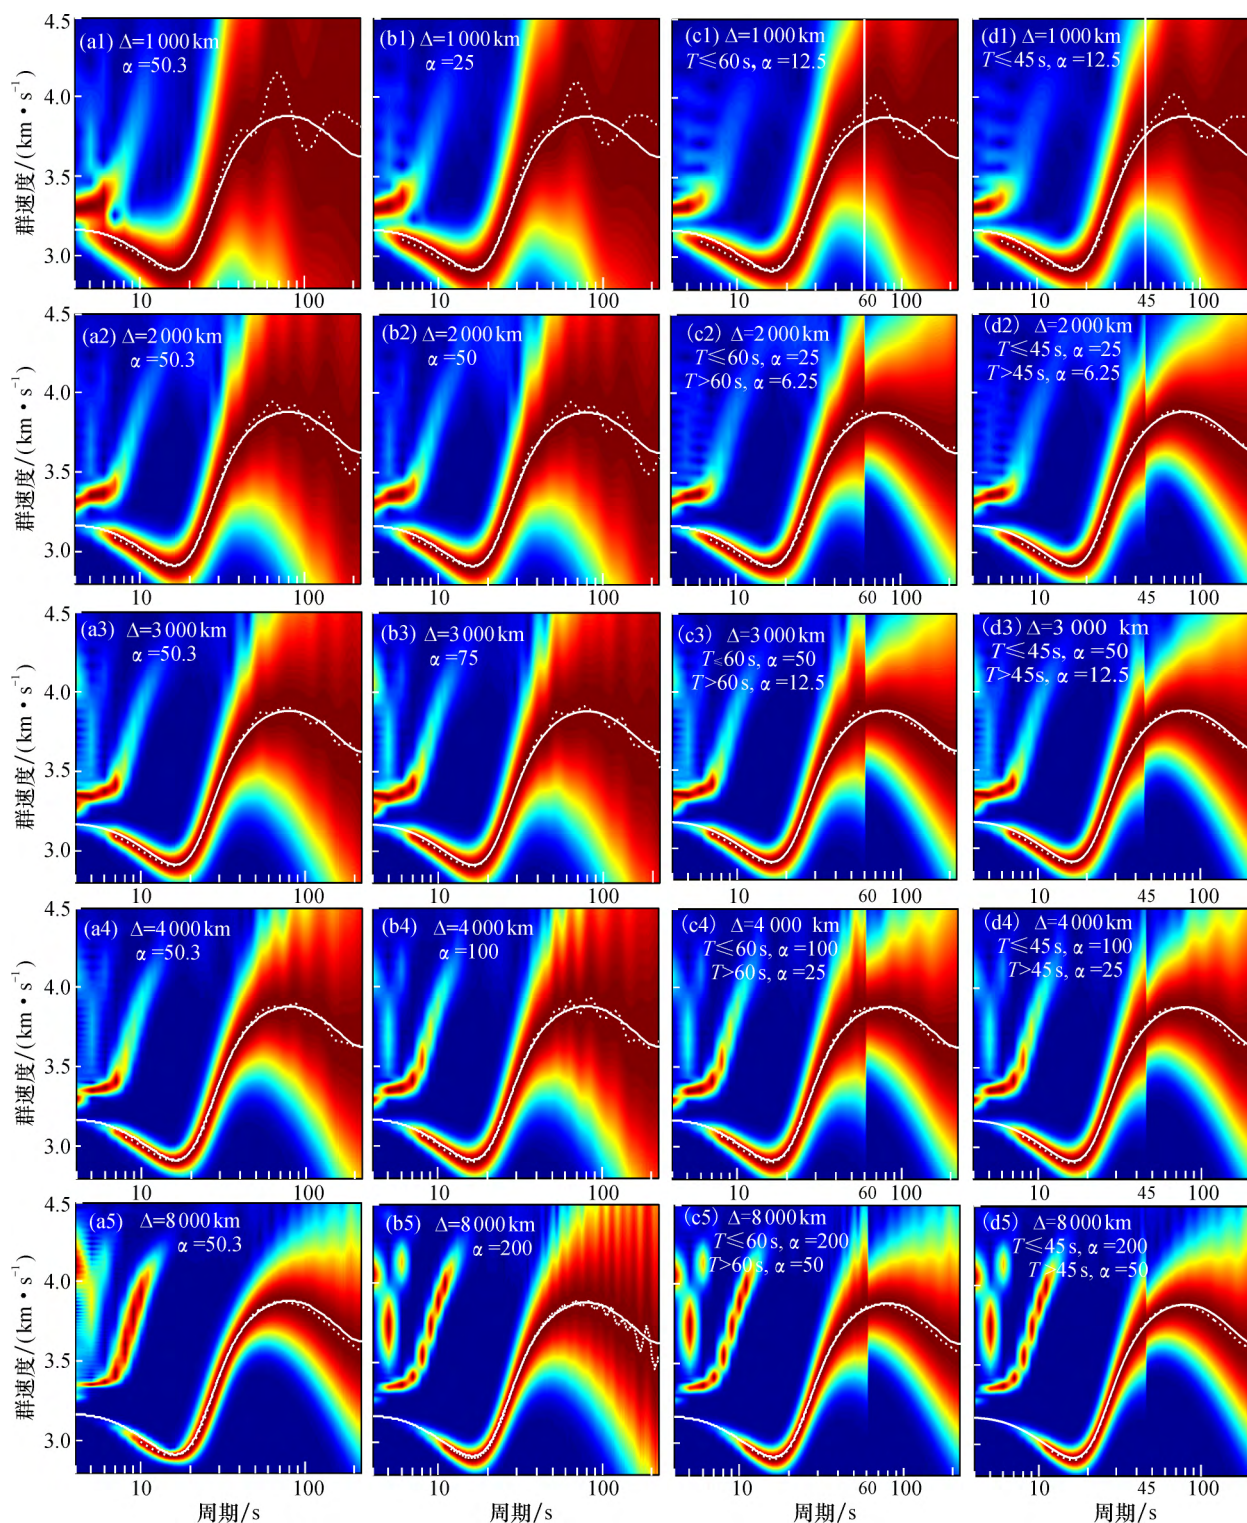 4.5
(a1) Δ=1 000 km
α=50.3
(b1) Δ=1 000 km
α=25
(c1) Δ=1 000 km
T≤60 s, α=12.5
(d1) Δ=1 000 km
T≤45 s, α=12.5
4.0
3.5
3.0
群速度/(km·s⁻¹)
10 100
10 100
10 60 100
10 45 100
4.5
(a2) Δ=2 000 km
α=50.3
(b2) Δ=2 000 km
α=50
(c2) Δ=2 000 km
T≤60 s, α=25
T>60 s, α=6.25
(d2) Δ=2 000 km
T≤45 s, α=25
T>45 s, α=6.25
4.0
3.5
3.0
群速度/(km·s⁻¹)
10 100
10 100
10 60 100
10 45 100
4.5
(a3) Δ=3 000 km
α=50.3
(b3) Δ=3 000 km
α=75
(c3) Δ=3 000 km
T≤60 s, α=50
T>60 s, α=12.5
(d3) Δ=3 000 km
T≤45 s, α=50
T>45 s, α=12.5
4.0
3.5
3.0
群速度/(km·s⁻¹)
10 100
10 100
10 60 100
10 45 100
4.5
(a4) Δ=4 000 km
α=50.3
(b4) Δ=4 000 km
α=100
(c4) Δ=4 000 km
T≤60 s, α=100
T>60 s, α=25
(d4) Δ=4 000 km
T≤45 s, α=100
T>45 s, α=25
4.0
3.5
3.0
群速度/(km·s⁻¹)
10 100
10 100
10 60 100
10 45 100
4.5
(a5) Δ=8 000 km
α=50.3
(b5) Δ=8 000 km
α=200
(c5) Δ=8 000 km
T≤60 s, α=200
T>60 s, α=50
(d5) Δ=8 000 km
T≤45 s, α=200
T>45 s, α=50
4.0
3.5
3.0
群速度/(km·s⁻¹)
10 100
10 100
10 60 100
10 45 100
周期/s
周期/s
周期/s
周期/s